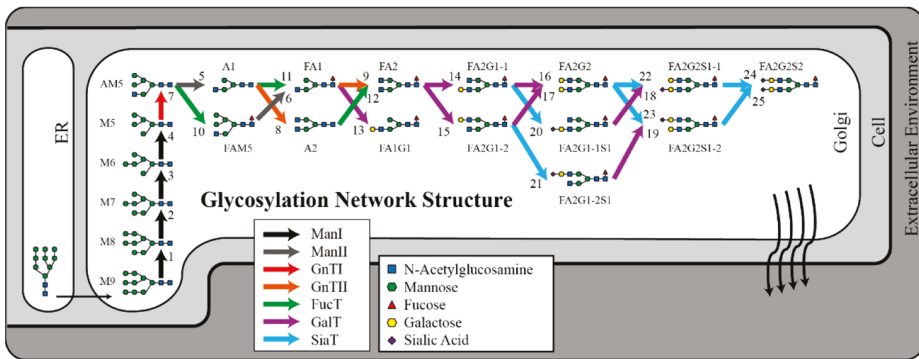 A1
FA1
FA2
FA2G1-1
FA2G2
FA2G2S1-1
FA2G2S2
AM5
5
11
9
14
16
22
24
7
6
12
17
18
25
10
8
13
15
20
23
19
M5
4
FAM5
A2
FA1G1
FA2G1-2
FA2G1-1S1
FA2G2S1-2
M6
3
21
FA2G1-2S1
M7
2
M8
1
M9
ER
Golgi
Cell
Extracellular Environment
Glycosylation Network Structure
ManI
ManII
GnTI
GnTII
FucT
GalT
SiaT
N-Acetylglucosamine
Mannose
Fucose
Galactose
Sialic Acid